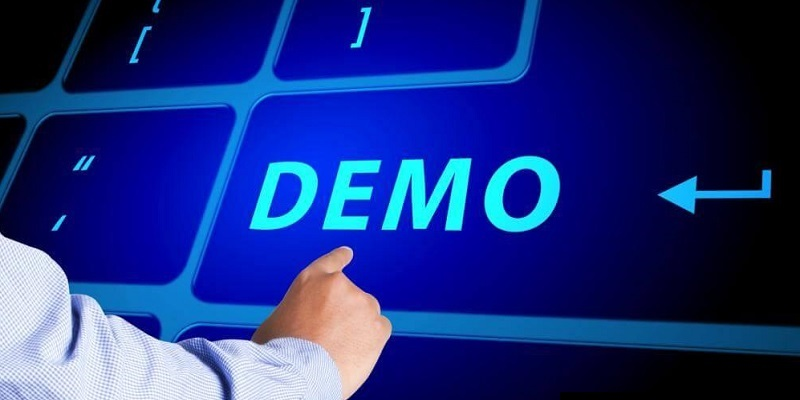 { [
]
"
'
DEMO